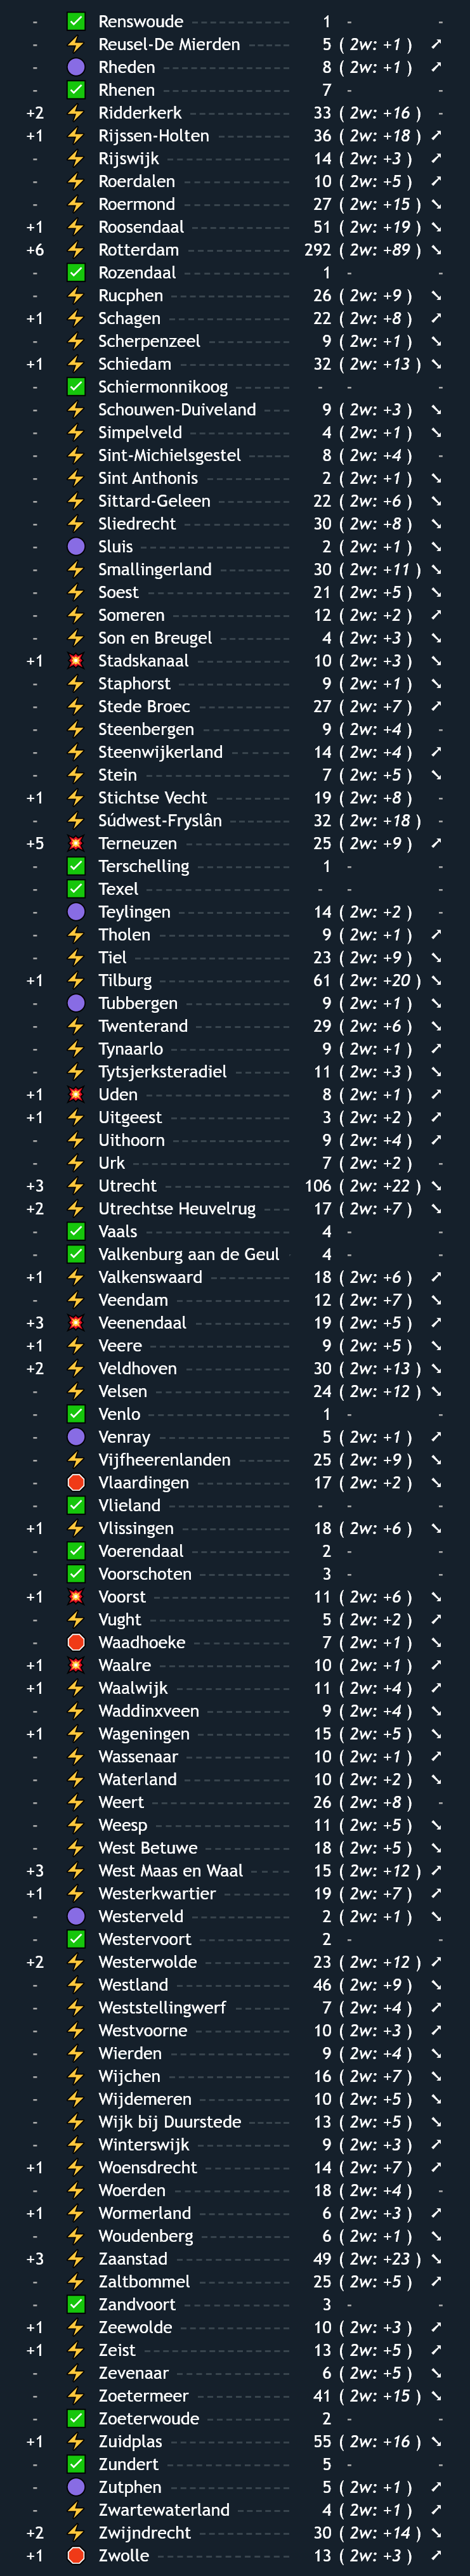 - ✅ Renswoude 1 - -
- ⚡ Reusel-De Mierden 5 ( 2w: +1 ) ↗
- 🟣 Rheden 8 ( 2w: +1 ) ↗
- ✅ Rhenen 7 - -
+2 ⚡ Ridderkerk 33 ( 2w: +16 ) -
+1 ⚡ Rijssen-Holten 36 ( 2w: +18 ) ↗
- ⚡ Rijswijk 14 ( 2w: +3 ) ↗
- ⚡ Roerdalen 10 ( 2w: +5 ) ↗
- ⚡ Roermond 27 ( 2w: +15 ) ↘
+1 ⚡ Roosendaal 51 ( 2w: +19 ) ↘
+6 ⚡ Rotterdam 292 ( 2w: +89 ) ↘
- ✅ Rozendaal 1 - -
- ⚡ Rucphen 26 ( 2w: +9 ) ↘
+1 ⚡ Schagen 22 ( 2w: +8 ) ↗
- ⚡ Scherpenzeel 9 ( 2w: +1 ) ↘
+1 ⚡ Schiedam 32 ( 2w: +13 ) ↘
- ✅ Schiermonnikoog - - -
- ⚡ Schouwen-Duiveland 9 ( 2w: +3 ) ↘
- ⚡ Simpelveld 4 ( 2w: +1 ) ↘
- ⚡ Sint-Michielsgestel 8 ( 2w: +4 ) -
- ⚡ Sint Anthonis 2 ( 2w: +1 ) ↘
- ⚡ Sittard-Geleen 22 ( 2w: +6 ) ↘
- ⚡ Sliedrecht 30 ( 2w: +8 ) ↘
- 🟣 Sluis 2 ( 2w: +1 ) ↘
- ⚡ Smallingerland 30 ( 2w: +11 ) ↘
- ⚡ Soest 21 ( 2w: +5 ) ↘
- ⚡ Someren 12 ( 2w: +2 ) ↗
- ⚡ Son en Breugel 4 ( 2w: +3 ) ↘
+1 💥 Stadskanaal 10 ( 2w: +3 ) ↘
- ⚡ Staphorst 9 ( 2w: +1 ) ↘
- ⚡ Stede Broec 27 ( 2w: +7 ) ↗
- ⚡ Steenbergen 9 ( 2w: +4 ) -
- ⚡ Steenwijkerland 14 ( 2w: +4 ) ↗
- ⚡ Stein 7 ( 2w: +5 ) ↘
+1 ⚡ Stichtse Vecht 19 ( 2w: +8 ) -
- ⚡ Súdwest-Fryslân 32 ( 2w: +18 ) -
+5 💥 Terneuzen 25 ( 2w: +9 ) ↗
- ✅ Terschelling 1 - -
- ✅ Texel - - -
- 🟣 Teylingen 14 ( 2w: +2 ) -
- ⚡ Tholen 9 ( 2w: +1 ) ↗
- ⚡ Tiel 23 ( 2w: +9 ) ↘
+1 ⚡ Tilburg 61 ( 2w: +20 ) ↘
- 🟣 Tubbergen 9 ( 2w: +1 ) ↘
- ⚡ Twenterand 29 ( 2w: +6 ) ↘
- ⚡ Tynaarlo 9 ( 2w: +1 ) ↗
- ⚡ Tytsjerksteradiel 11 ( 2w: +3 ) ↘
+1 💥 Uden 8 ( 2w: +1 ) ↗
+1 ⚡ Uitgeest 3 ( 2w: +2 ) ↗
- ⚡ Uithoorn 9 ( 2w: +4 ) ↗
- ⚡ Urk 7 ( 2w: +2 ) -
+3 ⚡ Utrecht 106 ( 2w: +22 ) ↘
+2 ⚡ Utrechtse Heuvelrug 17 ( 2w: +7 ) ↘
- ✅ Vaals 4 - -
- ✅ Valkenburg aan de Geul 4 - -
+1 ⚡ Valkenswaard 18 ( 2w: +6 ) ↗
- ⚡ Veendam 12 ( 2w: +7 ) ↘
+3 💥 Veenendaal 19 ( 2w: +5 ) ↗
+1 ⚡ Veere 9 ( 2w: +5 ) ↘
+2 ⚡ Veldhoven 30 ( 2w: +13 ) ↘
- ⚡ Velsen 24 ( 2w: +12 ) ↘
- ✅ Venlo 1 - -
- 🟣 Venray 5 ( 2w: +1 ) ↗
- ⚡ Vijfheerenlanden 25 ( 2w: +9 ) ↘
- 🛑 Vlaardingen 17 ( 2w: +2 ) ↘
- ✅ Vlieland - - -
+1 ⚡ Vlissingen 18 ( 2w: +6 ) ↘
- ✅ Voerendaal 2 - -
- ✅ Voorschoten 3 - -
+1 💥 Voorst 11 ( 2w: +6 ) ↘
- ⚡ Vught 5 ( 2w: +2 ) ↗
- 🛑 Waadhoeke 7 ( 2w: +1 ) ↘
+1 💥 Waalre 10 ( 2w: +1 ) ↗
+1 ⚡ Waalwijk 11 ( 2w: +4 ) ↗
- ⚡ Waddinxveen 9 ( 2w: +4 ) ↘
+1 ⚡ Wageningen 15 ( 2w: +5 ) ↘
- ⚡ Wassenaar 10 ( 2w: +1 ) ↗
- ⚡ Waterland 10 ( 2w: +2 ) ↘
- ⚡ Weert 26 ( 2w: +8 ) -
- ⚡ Weesp 11 ( 2w: +5 ) ↘
- ⚡ West Betuwe 18 ( 2w: +5 ) ↘
+3 ⚡ West Maas en Waal 15 ( 2w: +12 ) ↗
+1 ⚡ Westerkwartier 19 ( 2w: +7 ) ↗
- 🟣 Westerveld 2 ( 2w: +1 ) ↘
- ✅ Westervoort 2 - -
+2 ⚡ Westerwolde 23 ( 2w: +12 ) ↗
- ⚡ Westland 46 ( 2w: +9 ) ↘
- ⚡ Weststellingwerf 7 ( 2w: +4 ) ↗
- ⚡ Westvoorne 10 ( 2w: +3 ) ↗
- ⚡ Wierden 9 ( 2w: +4 ) ↘
- ⚡ Wijchen 16 ( 2w: +7 ) ↘
- ⚡ Wijdemeren 10 ( 2w: +5 ) ↘
- ⚡ Wijk bij Duurstede 13 ( 2w: +5 ) ↘
- ⚡ Winterswijk 9 ( 2w: +3 ) ↗
+1 ⚡ Woensdrecht 14 ( 2w: +7 ) ↗
- ⚡ Woerden 18 ( 2w: +4 ) -
+1 ⚡ Wormerland 6 ( 2w: +3 ) ↗
- ⚡ Woudenberg 6 ( 2w: +1 ) ↘
+3 ⚡ Zaanstad 49 ( 2w: +23 ) ↘
- ⚡ Zaltbommel 25 ( 2w: +5 ) ↗
- ✅ Zandvoort 3 - -
+1 ⚡ Zeewolde 10 ( 2w: +3 ) ↗
+1 ⚡ Zeist 13 ( 2w: +5 ) ↗
- ⚡ Zevenaar 6 ( 2w: +5 ) ↘
- ⚡ Zoetermeer 41 ( 2w: +15 ) ↘
- ✅ Zoeterwoude 2 - -
+1 ⚡ Zuidplas 55 ( 2w: +16 ) ↘
- ✅ Zundert 5 - -
- 🟣 Zutphen 5 ( 2w: +1 ) ↗
- ⚡ Zwartewaterland 4 ( 2w: +1 ) ↗
+2 ⚡ Zwijndrecht 30 ( 2w: +14 ) ↘
+1 🛑 Zwolle 13 ( 2w: +3 ) ↗